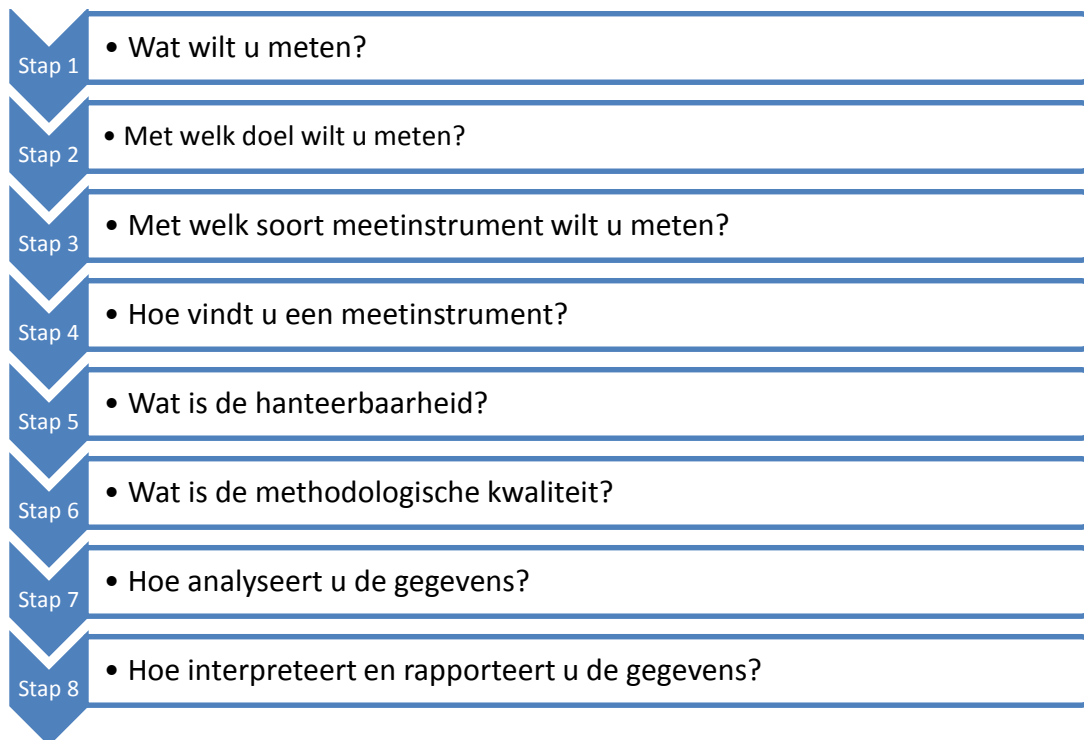 Stap 1
• Wat wilt u meten?
Stap 2
• Met welk doel wilt u meten?
Stap 3
• Met welk soort meetinstrument wilt u meten?
Stap 4
• Hoe vindt u een meetinstrument?
Stap 5
• Wat is de hanteerbaarheid?
Stap 6
• Wat is de methodologische kwaliteit?
Stap 7
• Hoe analyseert u de gegevens?
Stap 8
• Hoe interpreteert en rapporteert u de gegevens?